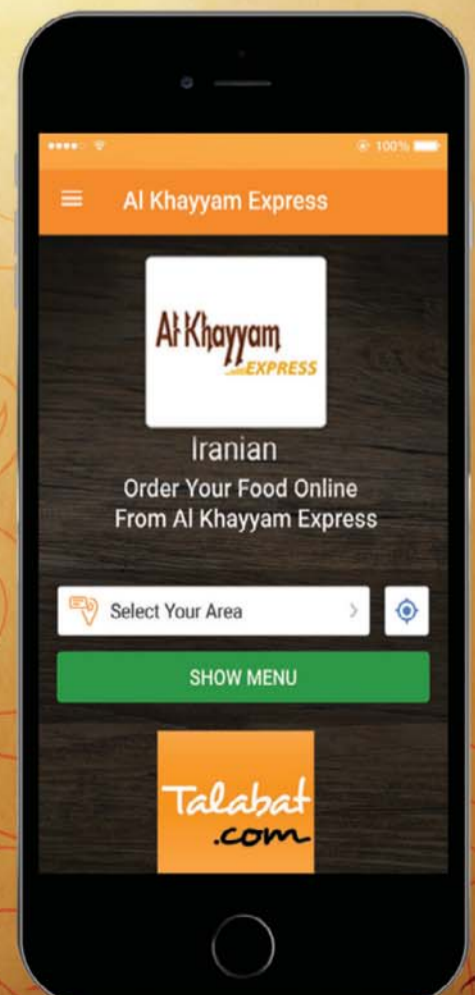 100%
Al Khayyam Express
Al Khayyam
EXPRESS
Iranian
Order Your Food Online
From Al Khayyam Express
Select Your Area
SHOW MENU
Talabat
.com